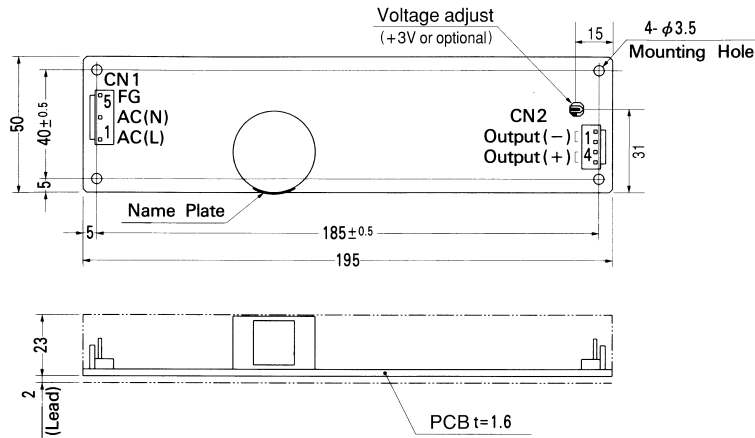 Voltage adjust
(+3V or optional)
15
4-φ3.5
Mounting Hole
CN1
5 FG
AC(N)
1 AC(L)
CN2
Output(−) 1
Output(+) 4
50
40±0.5
5
31
Name Plate
5
185±0.5
195
23
2
(Lead)
PCB t=1.6